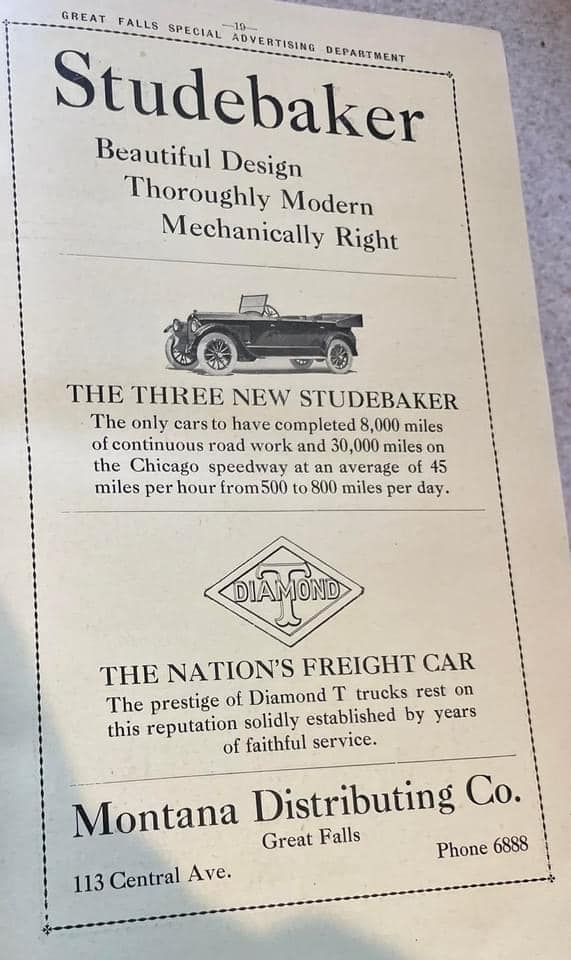 —19—
GREAT FALLS SPECIAL ADVERTISING DEPARTMENT
Studebaker
Beautiful Design
Thoroughly Modern
Mechanically Right
THE THREE NEW STUDEBAKER
The only cars to have completed 8,000 miles
of continuous road work and 30,000 miles on
the Chicago speedway at an average of 45
miles per hour from 500 to 800 miles per day.
DIAMOND
T
THE NATION'S FREIGHT CAR
The prestige of Diamond T trucks rest on
this reputation solidly established by years
of faithful service.
Montana Distributing Co.
Great Falls
113 Central Ave.
Phone 6888